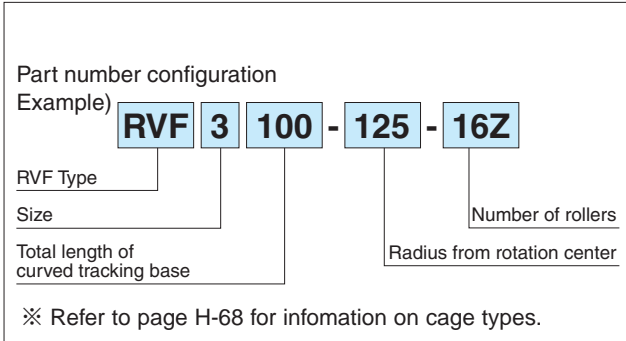 Part number configuration
Example) RVF 3 100 - 125 - 16Z
RVF Type
Size
Number of rollers
Total length of
curved tracking base
Radius from rotation center
※ Refer to page H-68 for infomation on cage types.